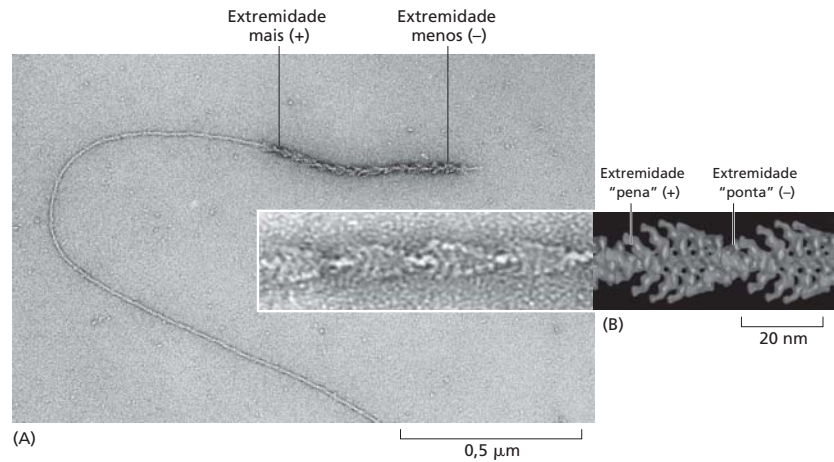 Extremidade
mais (+)
Extremidade
menos (–)
Extremidade
“pena” (+)
Extremidade
“ponta” (–)
(B)
20 nm
(A)
0,5 μm